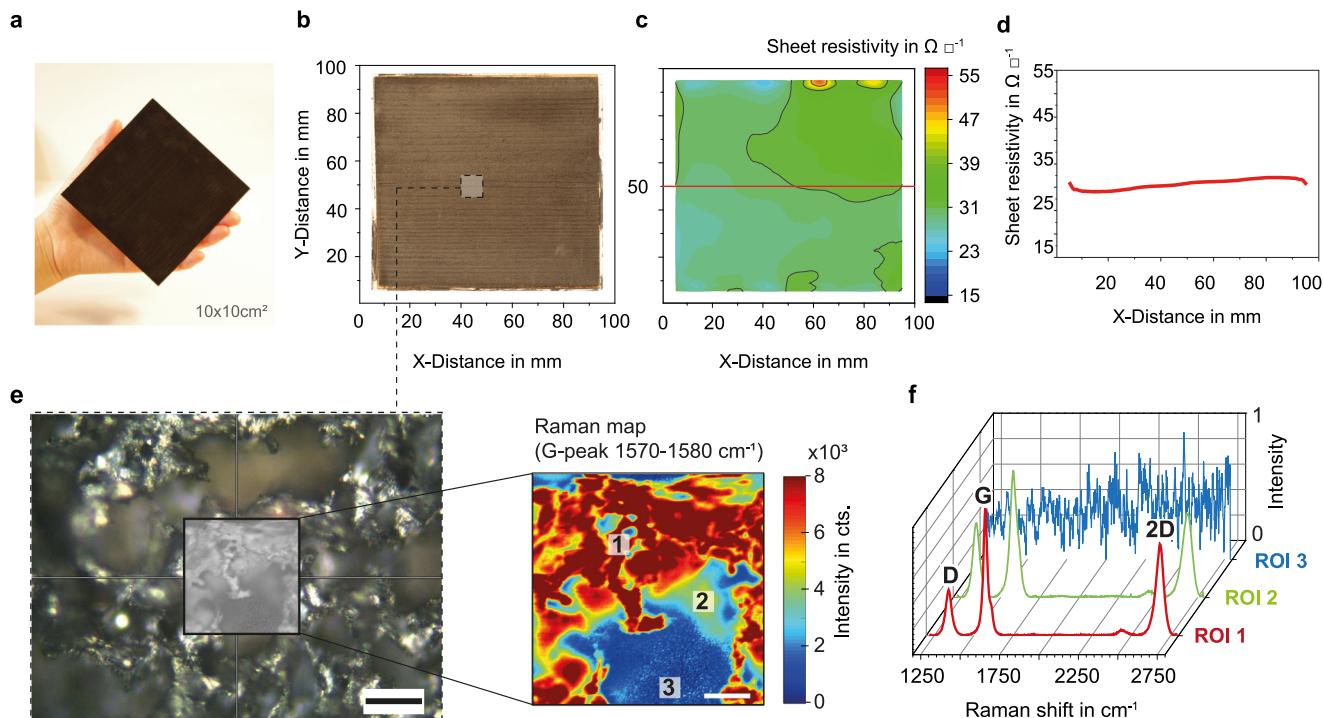 a
10x10cm²
b
Y-Distance in mm
100
80
60
40
20
0
20
40
60
80
100
X-Distance in mm
c
Sheet resistivity in Ω □⁻¹
50
55
47
39
31
23
15
0
20
40
60
80
100
X-Distance in mm
d
Sheet resistivity in Ω □⁻¹
55
45
35
25
15
20
40
60
80
100
X-Distance in mm
e
Raman map
(G-peak 1570-1580 cm⁻¹)
x10³
8
6
4
2
0
Intensity in cts.
1
2
3
f
1
0
Intensity
D
G
2D
ROI 3
ROI 2
ROI 1
1250
1750
2250
2750
Raman shift in cm⁻¹